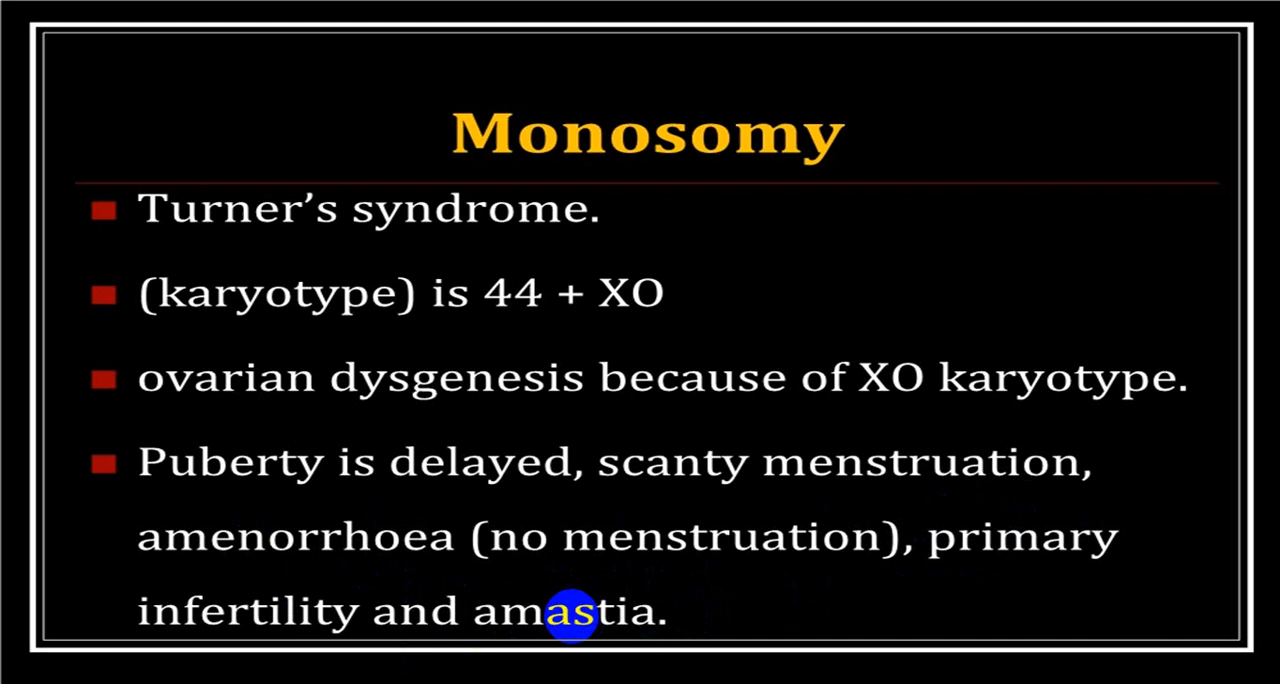 Monosomy
Turner’s syndrome.
(karyotype) is 44 + XO
ovarian dysgenesis because of XO karyotype.
Puberty is delayed, scanty menstruation,
amenorrhoea (no menstruation), primary
infertility and amastia.